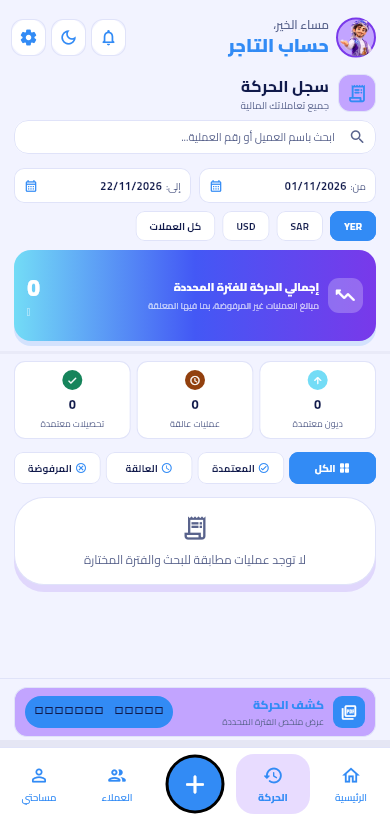 مساء الخير،
حساب التاجر
سجل الحركة
جميع تعاملاتك المالية
ابحث باسم العميل أو رقم العملية...
من: 01/11/2026
إلى: 22/11/2026
YER
SAR
USD
كل العملات
إجمالي الحركة للفترة المحددة
مبالغ العمليات غير المرفوضة، بما فيها المعلقة
0
0
ديون معتمدة
0
عمليات عالقة
0
تحصيلات معتمدة
الكل
المعتمدة
العالقة
المرفوضة
لا توجد عمليات مطابقة للبحث والفترة المختارة
كشف الحركة
عرض ملخص الفترة المحددة
الرئيسية
الحركة
العملاء
مساحتي